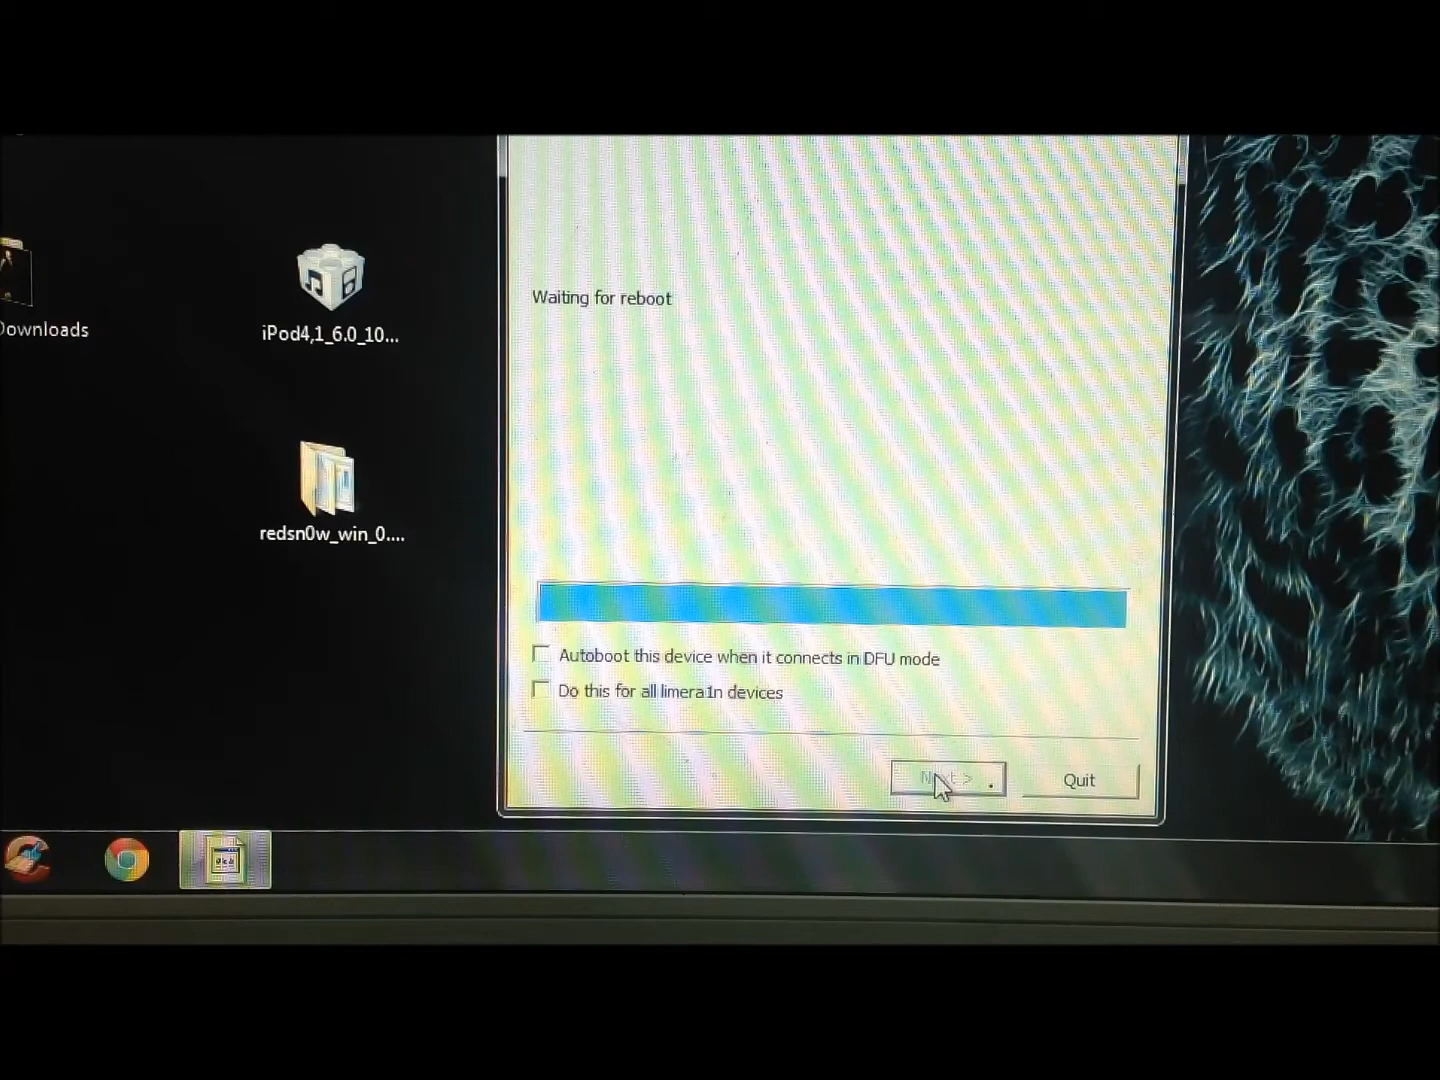 Waiting for reboot
Downloads
iPod4,1_6.0_10...
redsn0w_win_0....
Autoboot this device when it connects in DFU mode
Do this for all limera1n devices
Next >
Quit